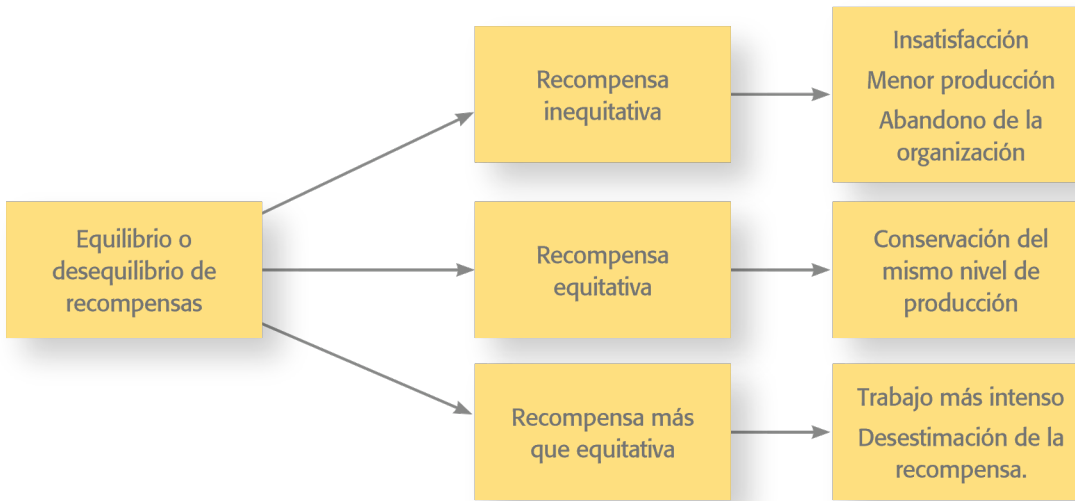 Equilibrio o
desequilibrio de
recompensas
Recompensa
inequitativa
Insatisfacción
Menor producción
Abandono de la
organización
Recompensa
equitativa
Conservación del
mismo nivel de
producción
Recompensa más
que equitativa
Trabajo más intenso
Desestimación de la
recompensa.